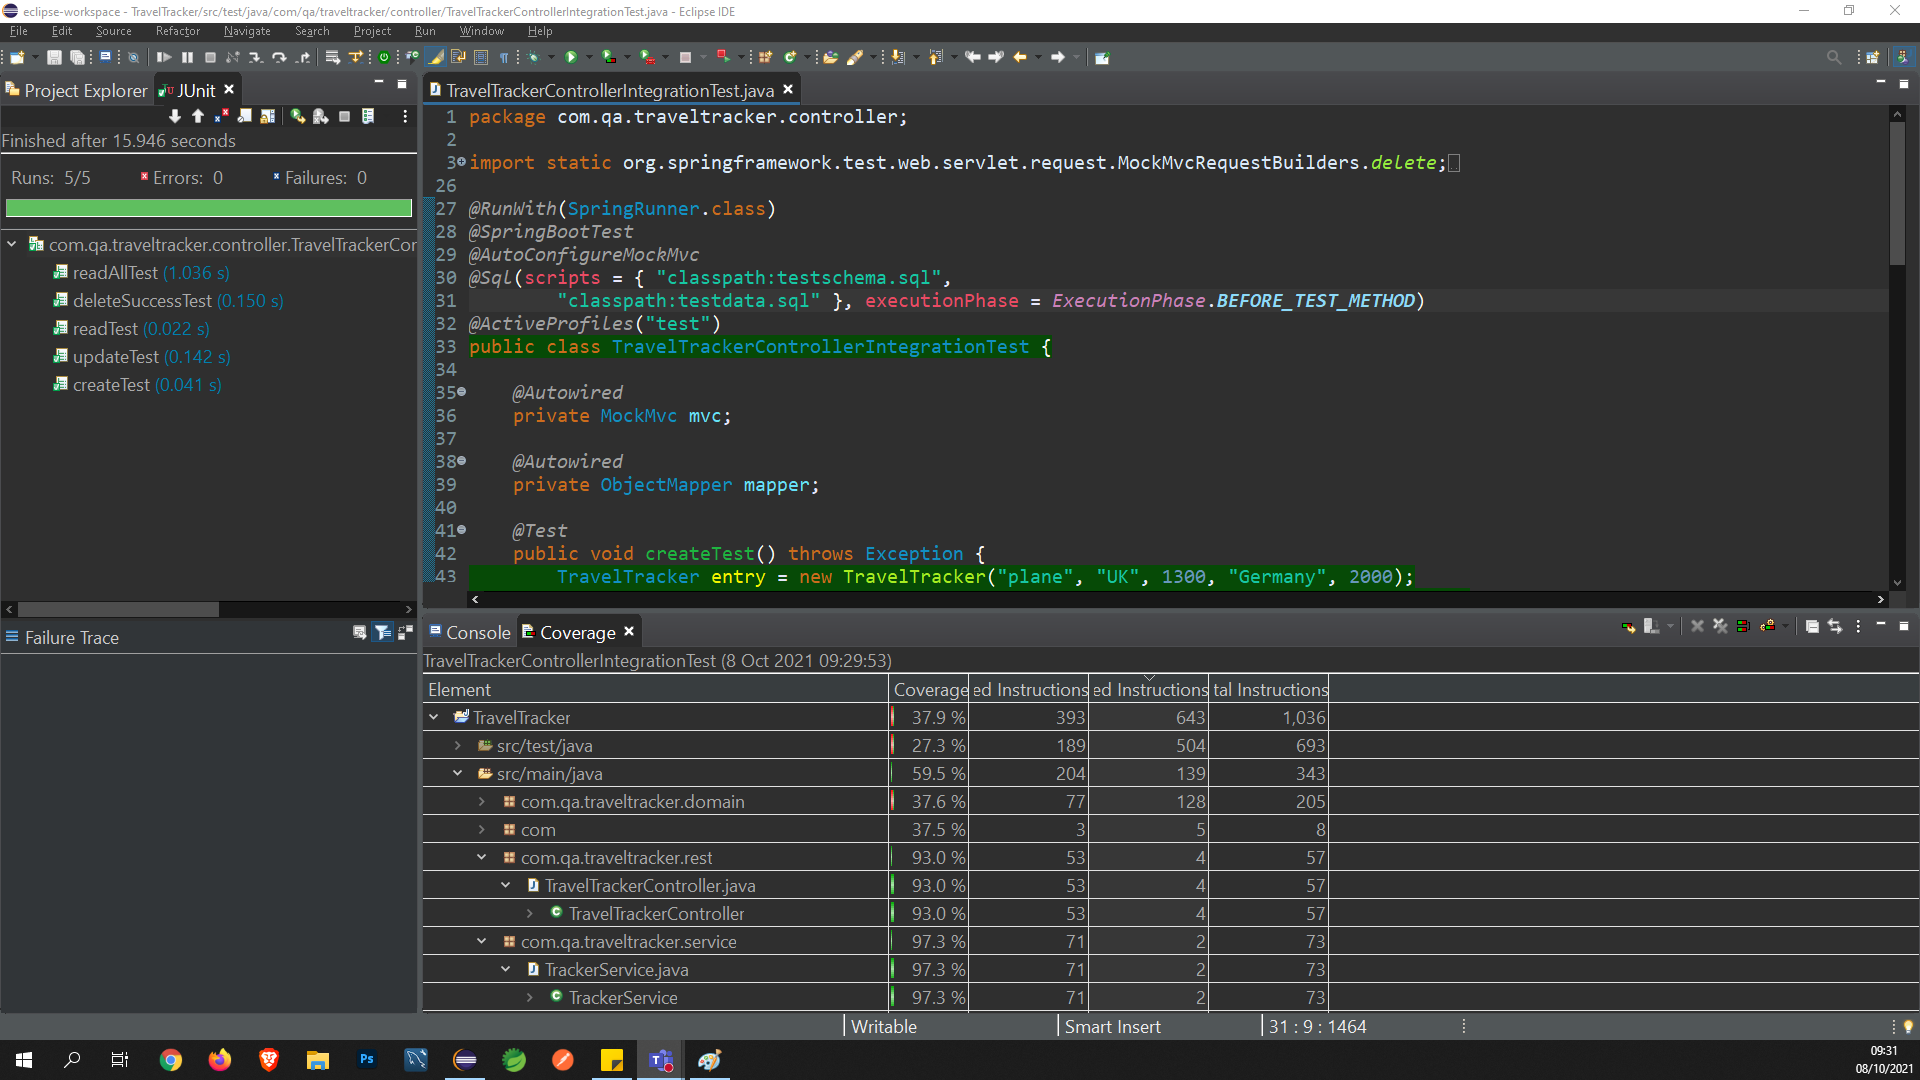 eclipse-workspace - TravelTracker/src/test/java/com/qa/traveltracker/controller/TravelTrackerControllerIntegrationTest.java - Eclipse IDE
File Edit Source Refactor Navigate Search Project Run Window Help
Project Explorer JUnit
Finished after 15.946 seconds
Runs: 5/5 Errors: 0 Failures: 0
com.qa.traveltracker.controller.TravelTrackerCor
readAllTest (1.036 s)
deleteSuccessTest (0.150 s)
readTest (0.022 s)
updateTest (0.142 s)
createTest (0.041 s)
Failure Trace
TravelTrackerControllerIntegrationTest.java
1 package com.qa.traveltracker.controller;
2
3 import static org.springframework.test.web.servlet.request.MockMvcRequestBuilders.delete;
26
27 @RunWith(SpringRunner.class)
28 @SpringBootTest
29 @AutoConfigureMockMvc
30 @Sql(scripts = { "classpath:testschema.sql",
31 "classpath:testdata.sql" }, executionPhase = ExecutionPhase.BEFORE_TEST_METHOD)
32 @ActiveProfiles("test")
33 public class TravelTrackerControllerIntegrationTest {
34
35 @Autowired
36 private MockMvc mvc;
37
38 @Autowired
39 private ObjectMapper mapper;
40
41 @Test
42 public void createTest() throws Exception {
43 TravelTracker entry = new TravelTracker("plane", "UK", 1300, "Germany", 2000);
Console Coverage
TravelTrackerControllerIntegrationTest (8 Oct 2021 09:29:53)
Element Coverage ed Instructions ed Instructions tal Instructions
TravelTracker 37.9 % 393 643 1,036
src/test/java 27.3 % 189 504 693
src/main/java 59.5 % 204 139 343
com.qa.traveltracker.domain 37.6 % 77 128 205
com 37.5 % 3 5 8
com.qa.traveltracker.rest 93.0 % 53 4 57
TravelTrackerController.java 93.0 % 53 4 57
TravelTrackerController 93.0 % 53 4 57
com.qa.traveltracker.service 97.3 % 71 2 73
TrackerService.java 97.3 % 71 2 73
TrackerService 97.3 % 71 2 73
Writable Smart Insert 31 : 9 : 1464
Ps
09:31
08/10/2021